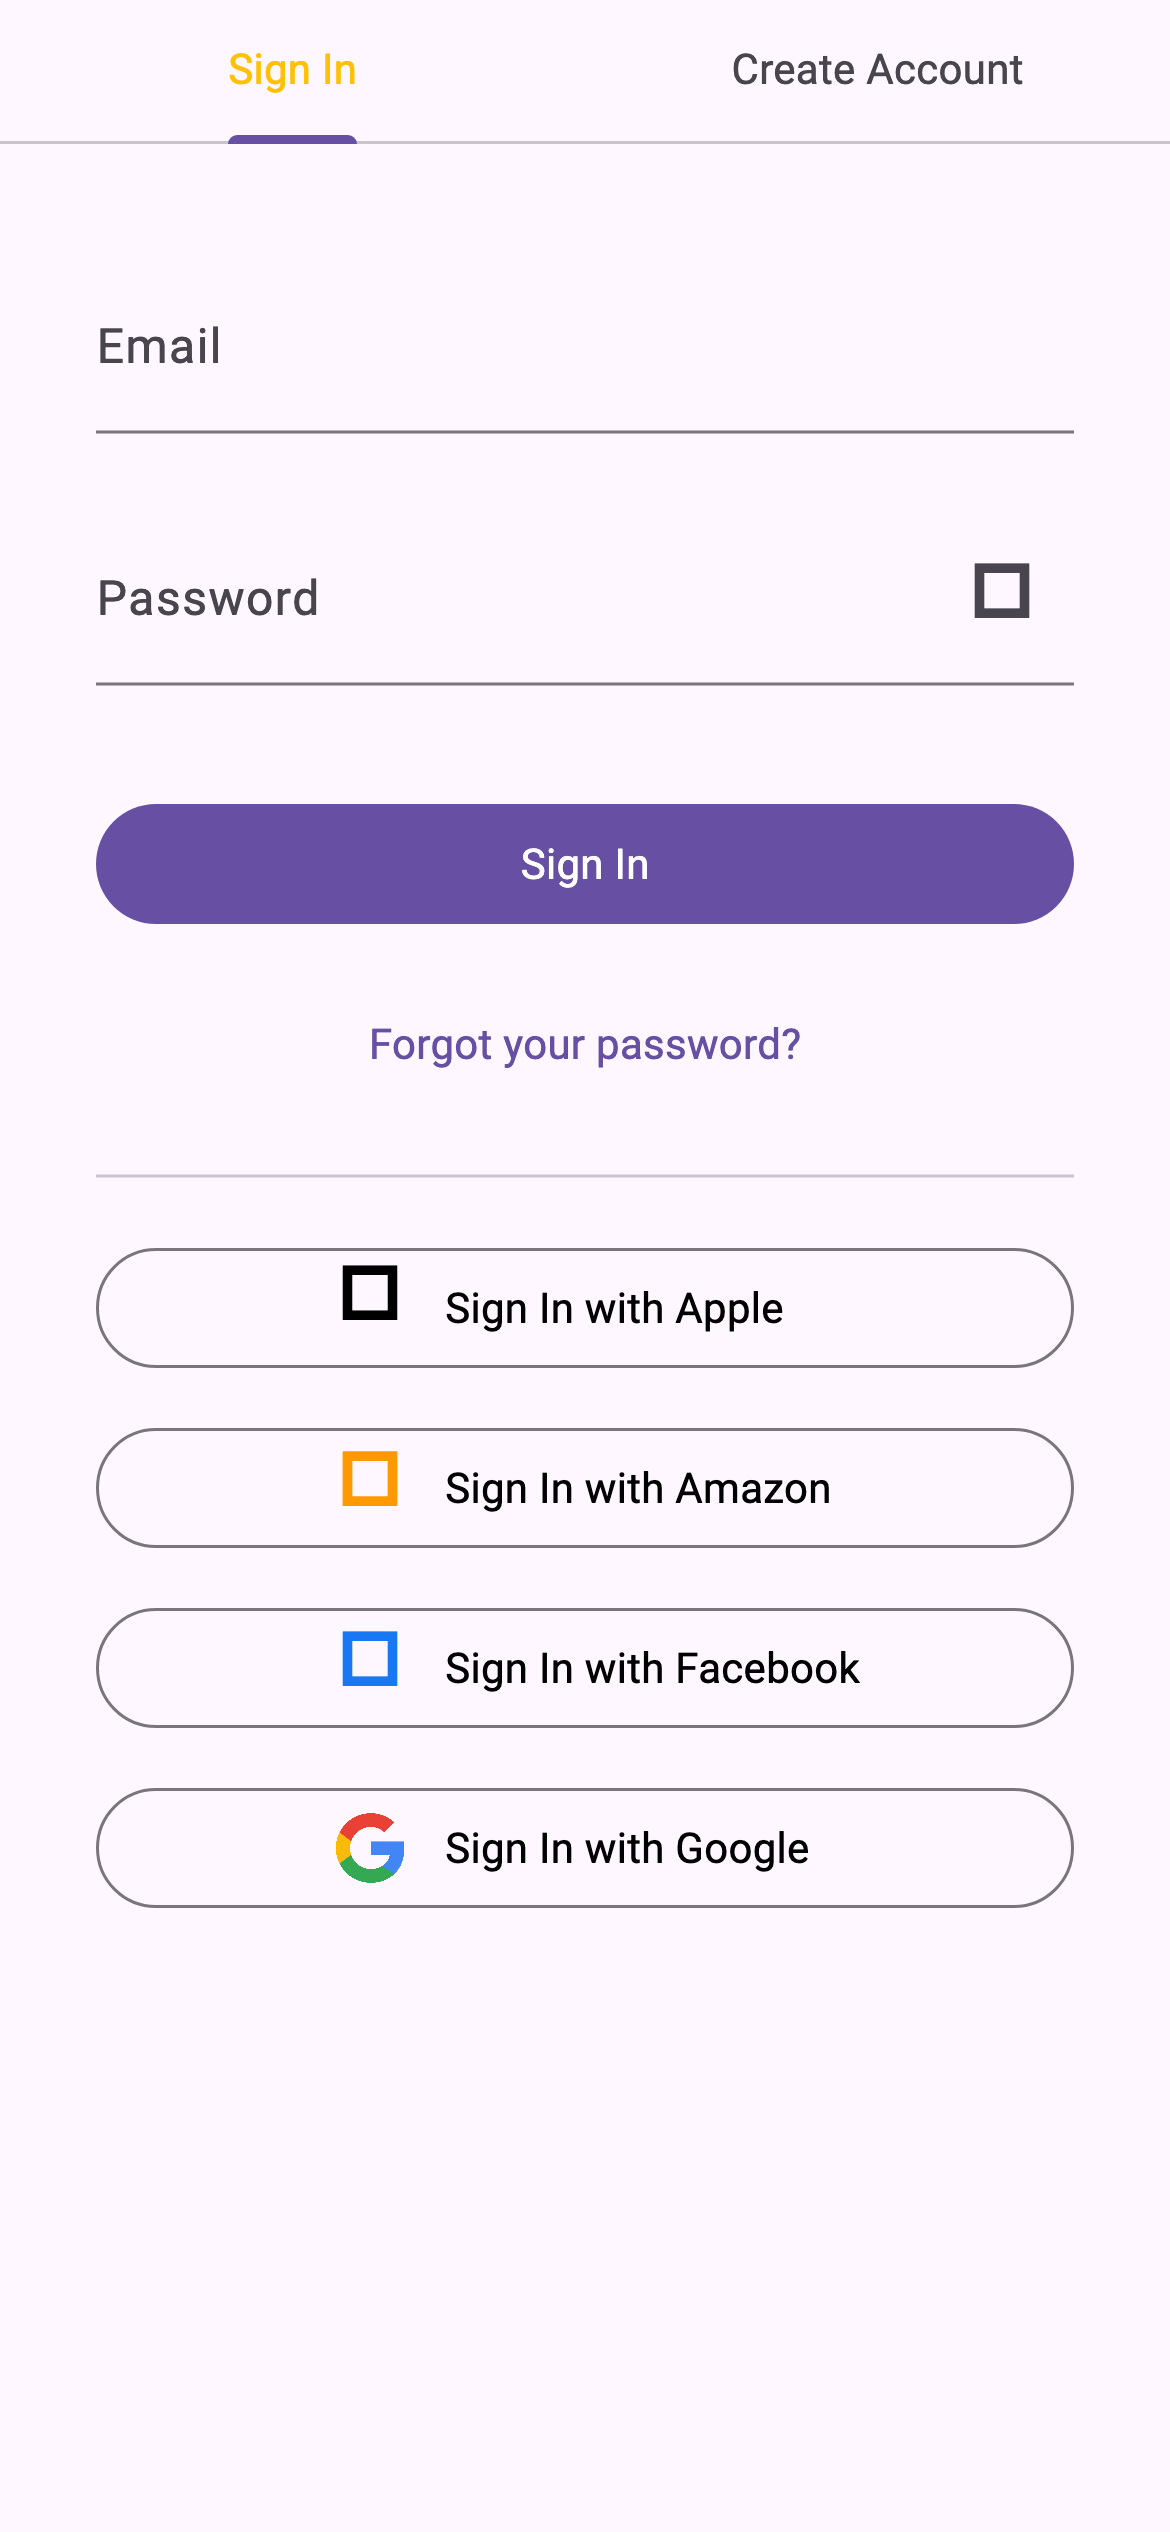 Sign In
Create Account
Email
Password
Sign In
Forgot your password?
Sign In with Apple
Sign In with Amazon
Sign In with Facebook
Sign In with Google